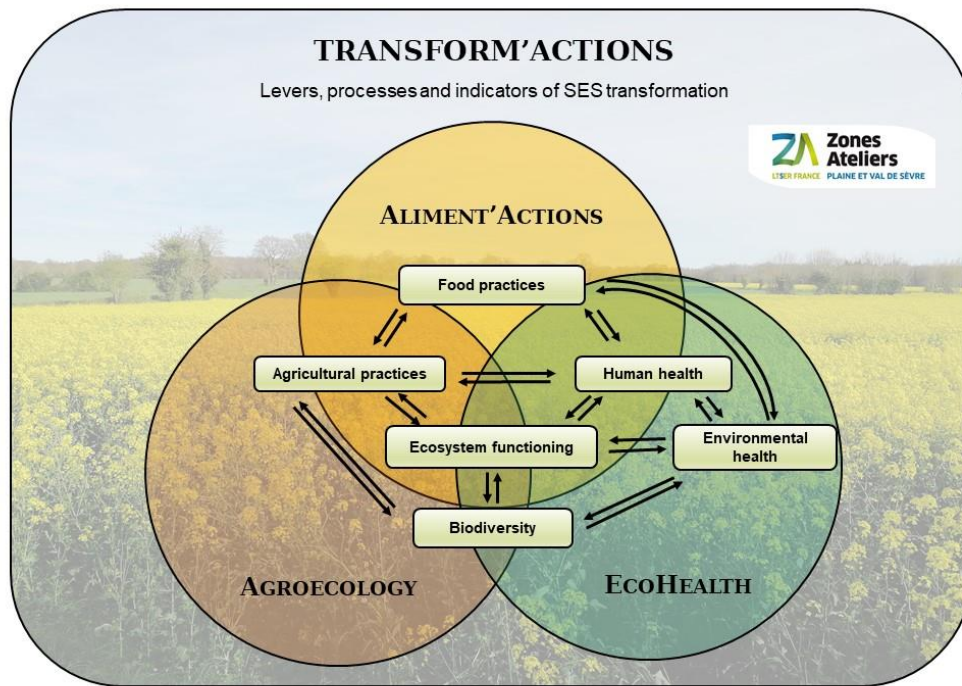 TRANSFORM'ACTIONS
Levers, processes and indicators of SES transformation
ZA Zones
Ateliers
LTSER FRANCE PLAINE ET VAL DE SÈVRE
ALIMENT'ACTIONS
Food practices
Agricultural practices
Human health
Ecosystem functioning
Environmental
health
Biodiversity
AGROECOLOGY
ECOHEALTH